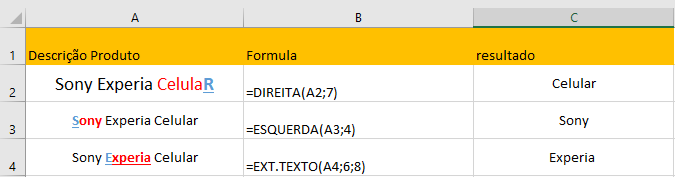 A B C
1 Descrição Produto Formula resultado
2 Sony Experia CelulaR =DIREITA(A2;7) Celular
3 Sony Experia Celular =ESQUERDA(A3;4) Sony
4 Sony Experia Celular =EXT.TEXTO(A4;6;8) Experia